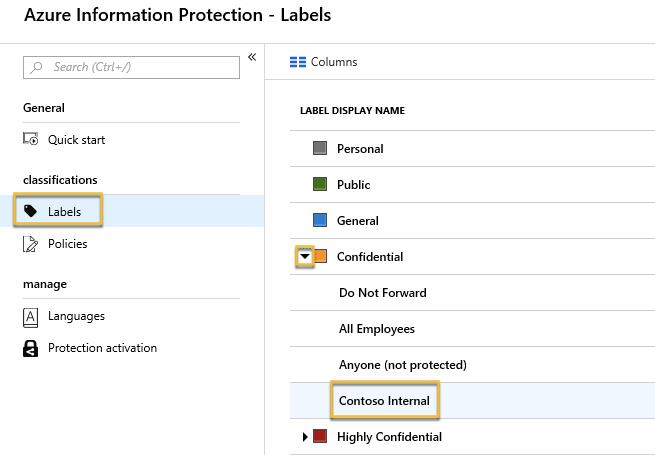 Azure Information Protection - Labels
Search (Ctrl+/)
«
General
Quick start
classifications
Labels
Policies
manage
A Languages
Protection activation
Columns
LABEL DISPLAY NAME
Personal
Public
General
Confidential
Do Not Forward
All Employees
Anyone (not protected)
Contoso Internal
Highly Confidential